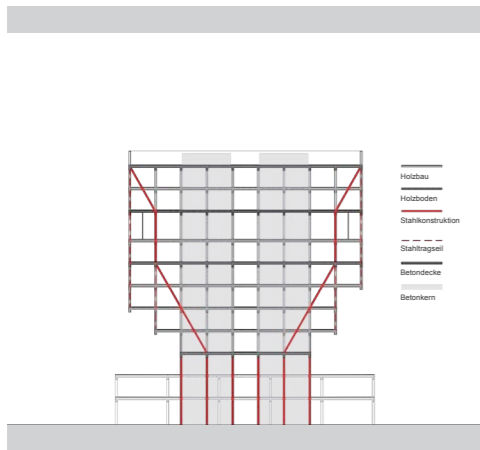 Holzbau
Holzboden
Stahlkonstruktion
Stahltragseil
Betondecke
Betonkern